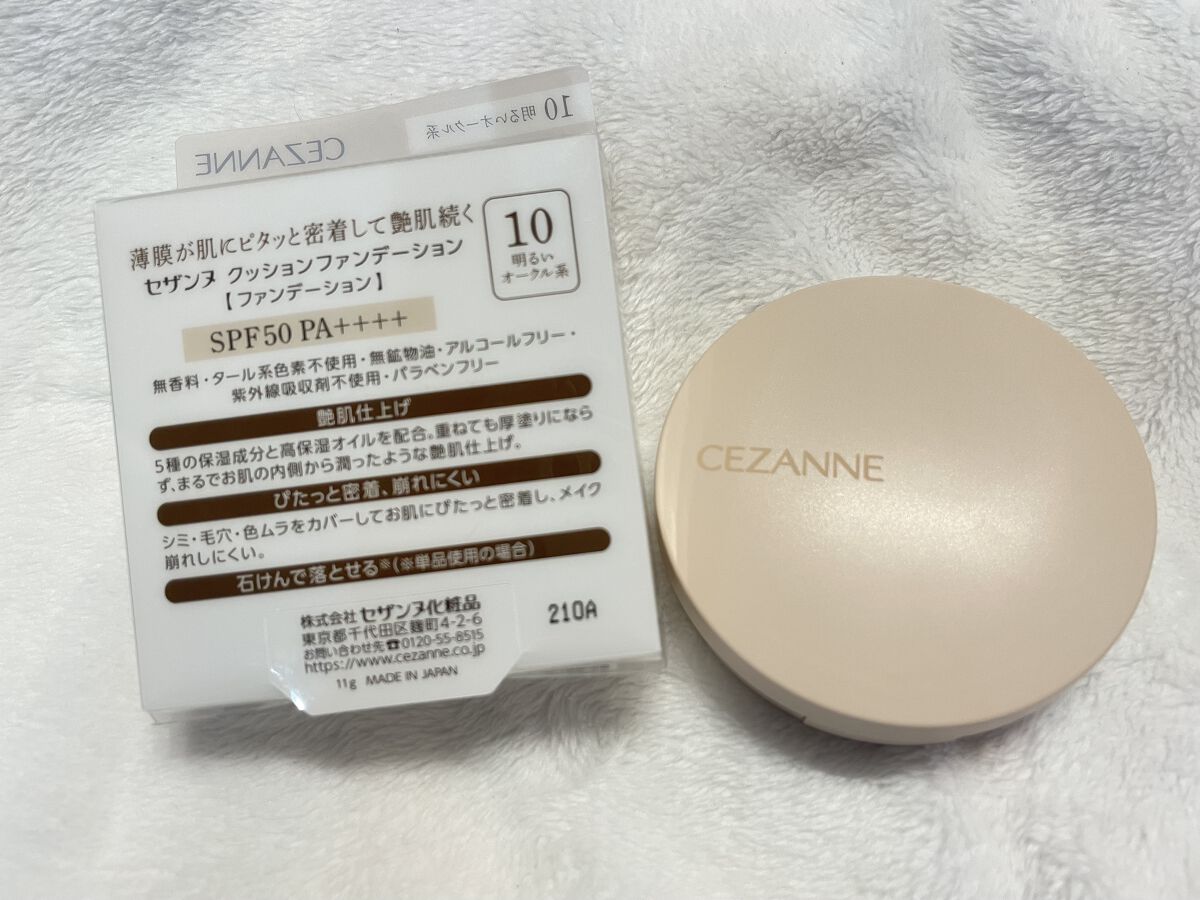 CEZANNE
10 明るいオークル系
薄膜が肌にピタッと密着して艶肌続く
セザンヌ クッションファンデーション
【ファンデーション】
10
明るい
オークル系
SPF50 PA++++
無香料・タール系色素不使用・無鉱物油・アルコールフリー・
紫外線吸収剤不使用・パラベンフリー
艶肌仕上げ
5種の保湿成分と高保湿オイルを配合。重ねても厚塗りになら
ず、まるでお肌の内側から潤ったような艶肌仕上げ。
ぴたっと密着、崩れにくい
シミ・毛穴・色ムラをカバーしてお肌にぴたっと密着し、メイク
崩れしにくい。
石けんで落とせる※(※単品使用の場合)
株式会社 セザンヌ化粧品
東京都千代田区麹町4-2-6
お問い合わせ先☎0120-55-8515
https://www.cezanne.co.jp
11g MADE IN JAPAN
210A
CEZANNE